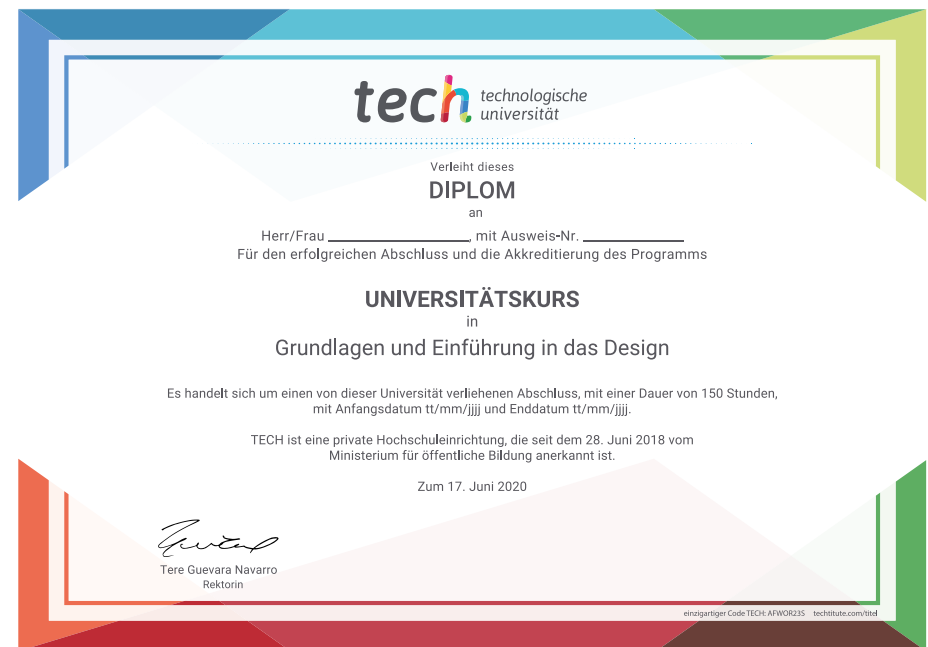 tech technologische
universität
Verleiht dieses
DIPLOM
an
Herr/Frau ____________________, mit Ausweis-Nr. ______________
Für den erfolgreichen Abschluss und die Akkreditierung des Programms
UNIVERSITÄTSKURS
in
Grundlagen und Einführung in das Design
Es handelt sich um einen von dieser Universität verliehenen Abschluss, mit einer Dauer von 150 Stunden,
mit Anfangsdatum tt/mm/jjjj und Enddatum tt/mm/jjjj.
TECH ist eine private Hochschuleinrichtung, die seit dem 28. Juni 2018 vom
Ministerium für öffentliche Bildung anerkannt ist.
Zum 17. Juni 2020
Tere Guevara Navarro
Rektorin
einzigartiger Code TECH: AFWOR23S techtitute.com/titel